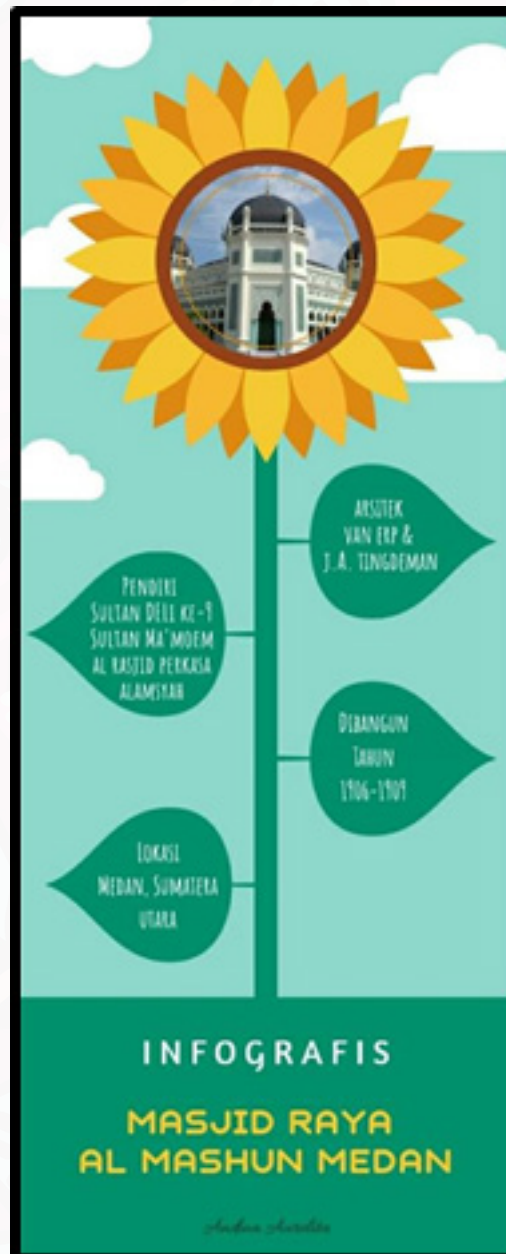 ARSITEK
VAN ERP &
J.A. TINGDEMAN
PENDIRI
SULTAN DELI KE-9
SULTAN MA'MOEM
AL RASJID PERKASA
ALAMSYAH
DIBANGUN
TAHUN
1906-1909
LOKASI
MEDAN, SUMATERA
UTARA
INFOGRAFIS
MASJID RAYA
AL MASHUN MEDAN